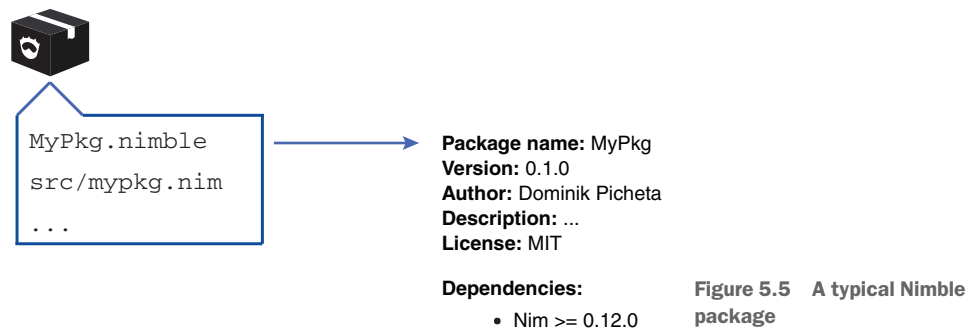 MyPkg.nimble
src/mypkg.nim
...
Package name: MyPkg
Version: 0.1.0
Author: Dominik Picheta
Description: ...
License: MIT
Dependencies:
• Nim >= 0.12.0
Figure 5.5 A typical Nimble
package